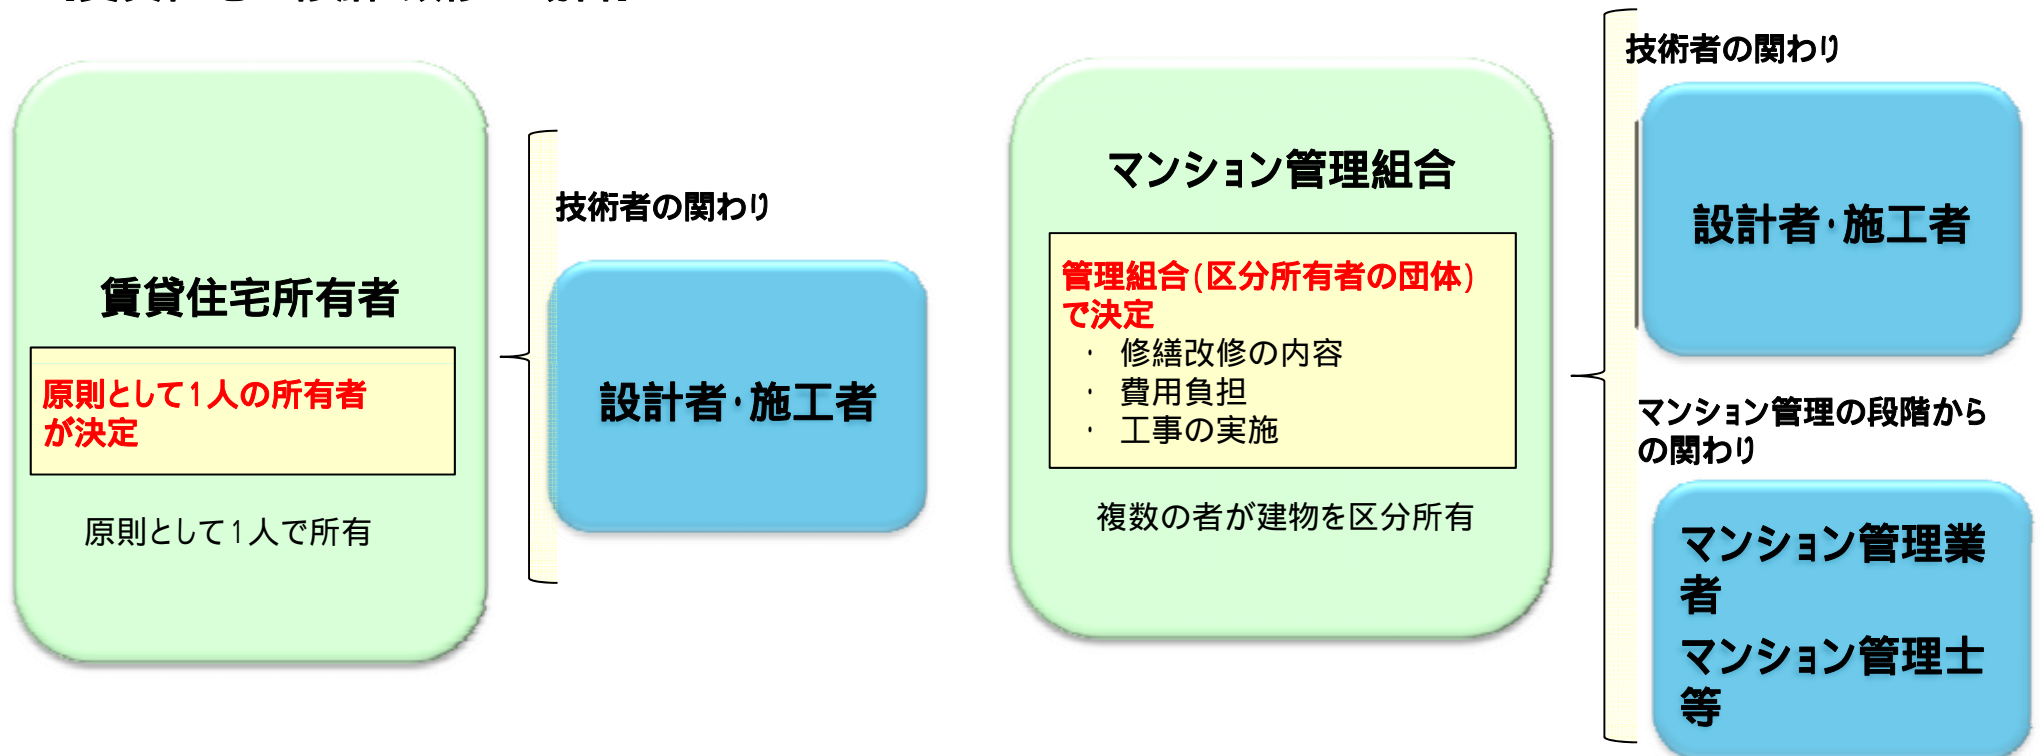 賃貸住宅所有者
原則として1人の所有者
が決定
原則として1人で所有
技術者の関わり
設計者・施工者
マンション管理組合
管理組合(区分所有者の団体)
で決定
・ 修繕改修の内容
・ 費用負担
・ 工事の実施
複数の者が建物を区分所有
技術者の関わり
設計者・施工者
マンション管理の段階から
の関わり
マンション管理業
者
マンション管理士
等